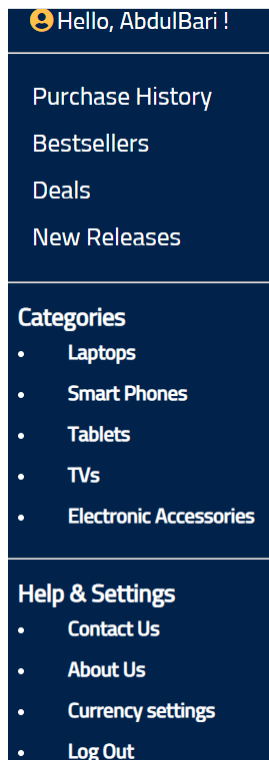 Hello, AbdulBari !
Purchase History
Bestsellers
Deals
New Releases
Categories
• Laptops
• Smart Phones
• Tablets
• TVs
• Electronic Accessories
Help & Settings
• Contact Us
• About Us
• Currency settings
• Log Out